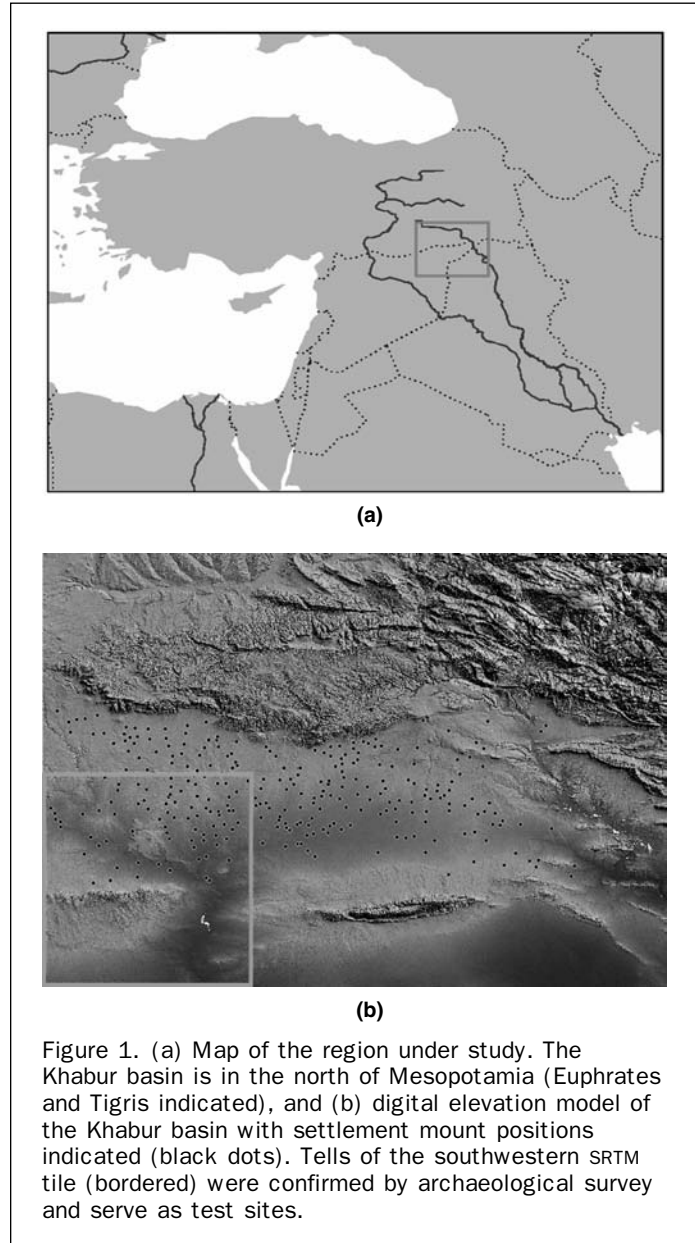 (a)
(b)
Figure 1. (a) Map of the region under study. The
Khabur basin is in the north of Mesopotamia (Euphrates
and Tigris indicated), and (b) digital elevation model of
the Khabur basin with settlement mount positions
indicated (black dots). Tells of the southwestern SRTM
tile (bordered) were confirmed by archaeological survey
and serve as test sites.